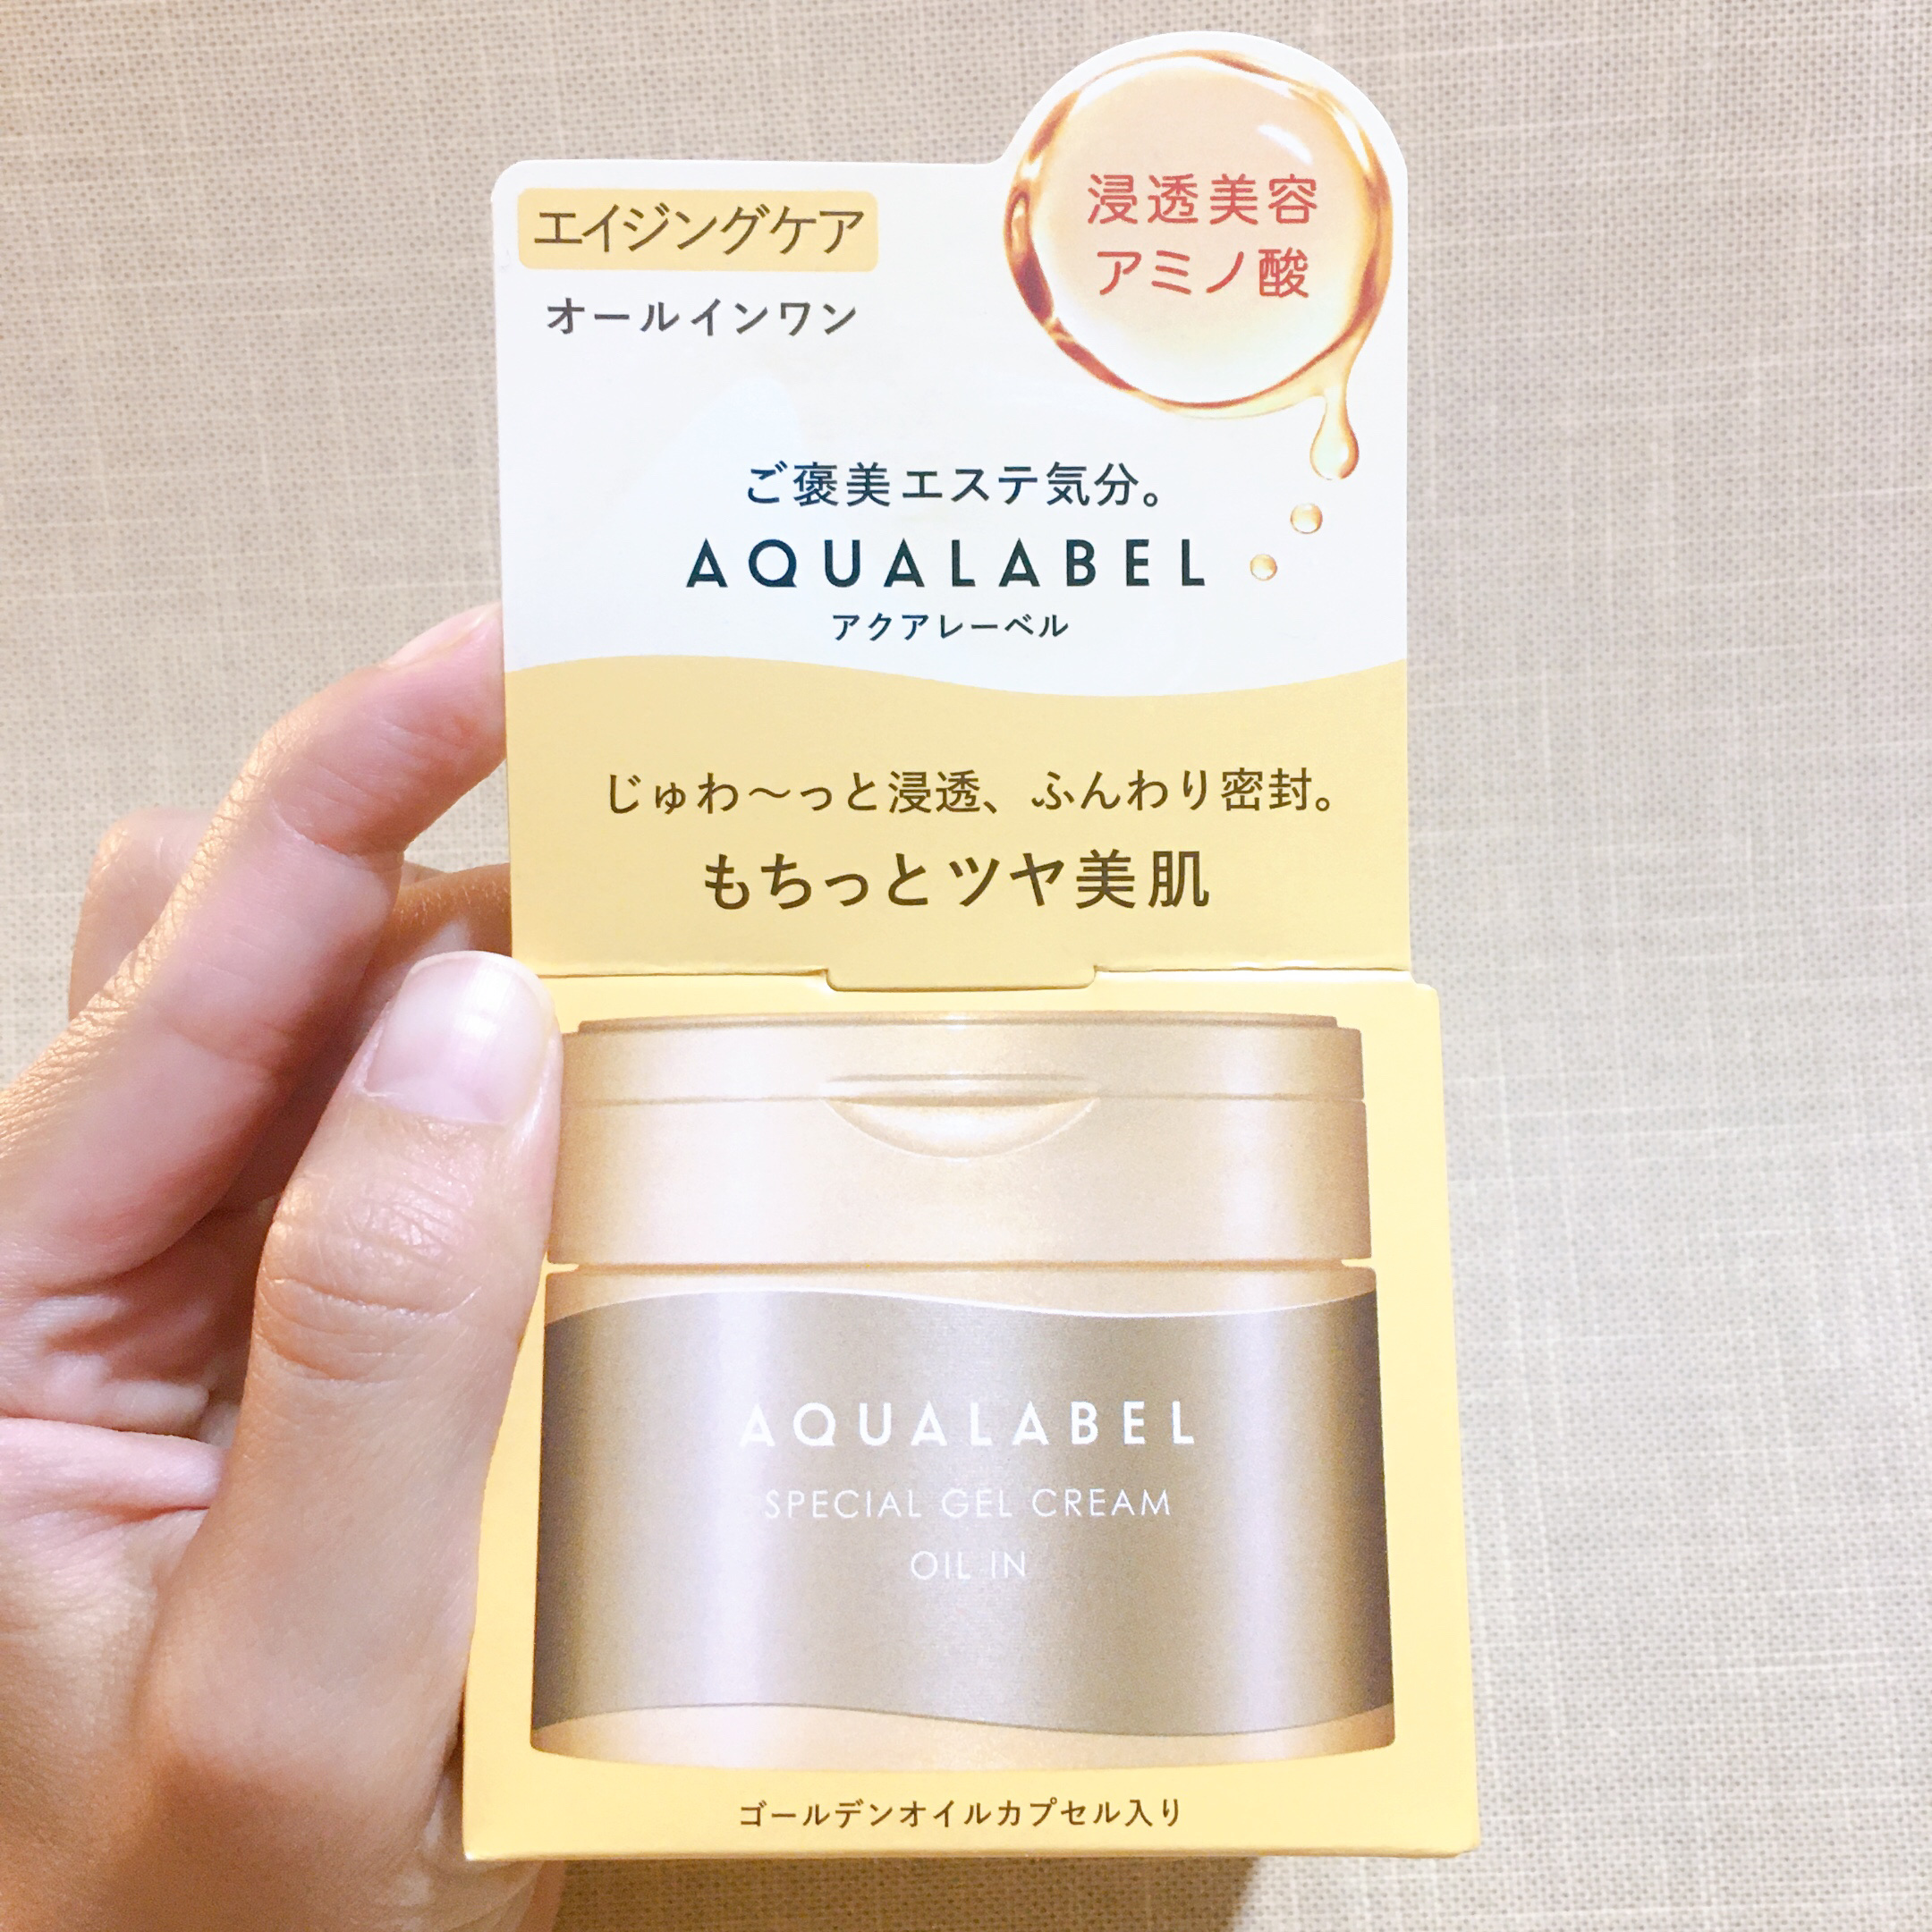 浸透美容
アミノ酸
エイジングケア
オールインワン
ご褒美エステ気分。
AQUALABEL
アクアレーベル
じゅわ～っと浸透、ふんわり密封。
もちっとツヤ美肌
AQUALABEL
SPECIAL GEL CREAM
OIL IN
ゴールデンオイルカプセル入り